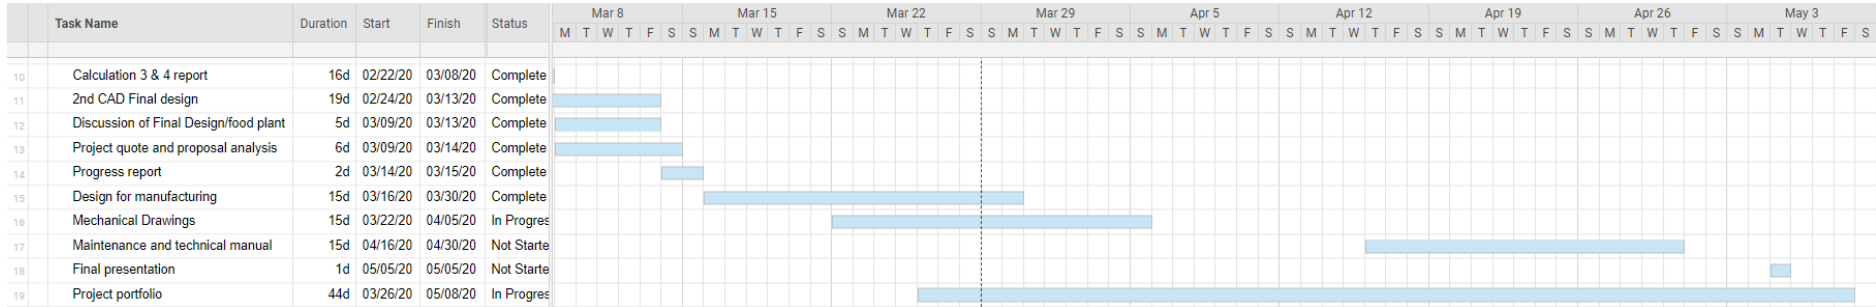 Mar 8 Mar 15 Mar 22 Mar 29 Apr 5 Apr 12 Apr 19 Apr 26 May 3
Task Name Duration Start Finish Status
M T W T F S S M T W T F S S M T W T F S S M T W T F S S M T W T F S S M T W T F S S M T W T F S S M T W T F S S M T W T F S
10 Calculation 3 & 4 report 16d 02/22/20 03/08/20 Complete
11 2nd CAD Final design 19d 02/24/20 03/13/20 Complete
12 Discussion of Final Design/food plant 5d 03/09/20 03/13/20 Complete
13 Project quote and proposal analysis 6d 03/09/20 03/14/20 Complete
14 Progress report 2d 03/14/20 03/15/20 Complete
15 Design for manufacturing 15d 03/16/20 03/30/20 Complete
16 Mechanical Drawings 15d 03/22/20 04/05/20 In Progres
17 Maintenance and technical manual 15d 04/16/20 04/30/20 Not Starte
18 Final presentation 1d 05/05/20 05/05/20 Not Starte
19 Project portfolio 44d 03/26/20 05/08/20 In Progres